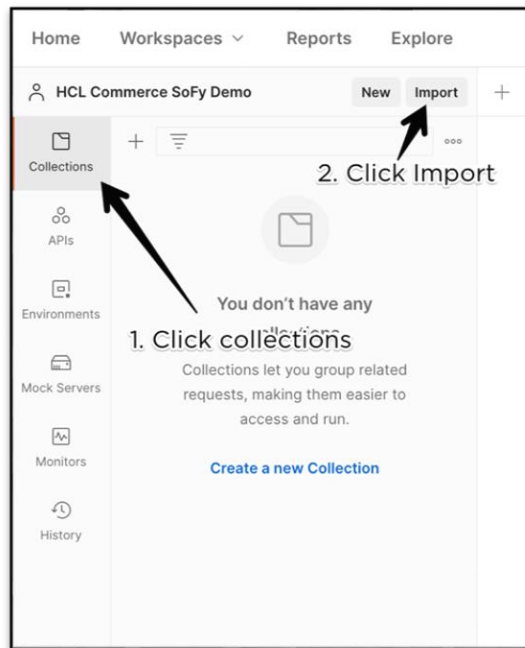 Home Workspaces Reports Explore
HCL Commerce SoFy Demo New Import
Collections
2. Click Import
APIs
Environments
You don't have any
1. Click collections
Collections let you group related
Mock Servers
requests, making them easier to
access and run.
Monitors
Create a new Collection
History